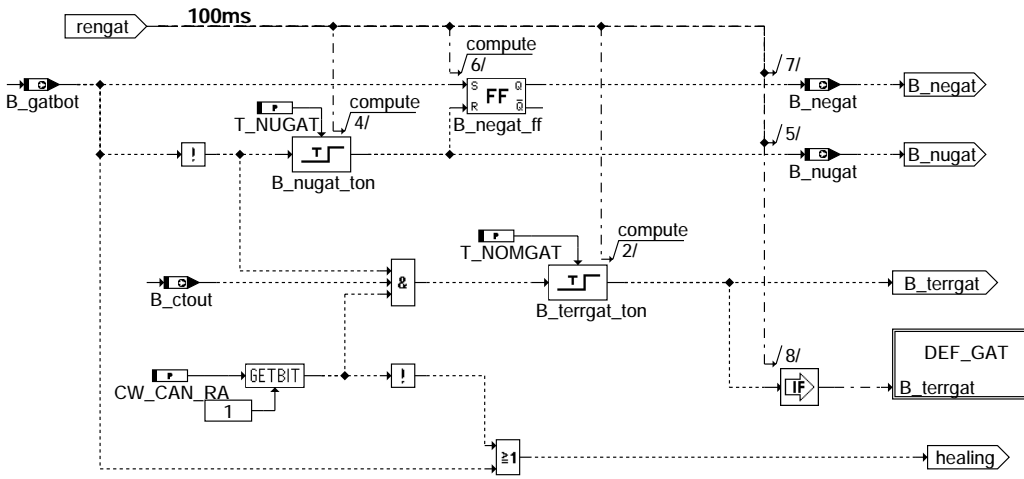 rengat
100ms
compute
6/
7/
B_gatbot
S
R
FF
Q
Q
B_negat_ff
B_negat
B_negat
P
T_NUGAT
compute
4/
5/
!
T
B_nugat_ton
B_nugat
B_nugat
P
T_NOMGAT
compute
2/
B_ctout
&
T
B_terrgat_ton
B_terrgat
8/
IF
DEF_GAT
B_terrgat
P
CW_CAN_RA
GETBIT
1
!
≥1
healing